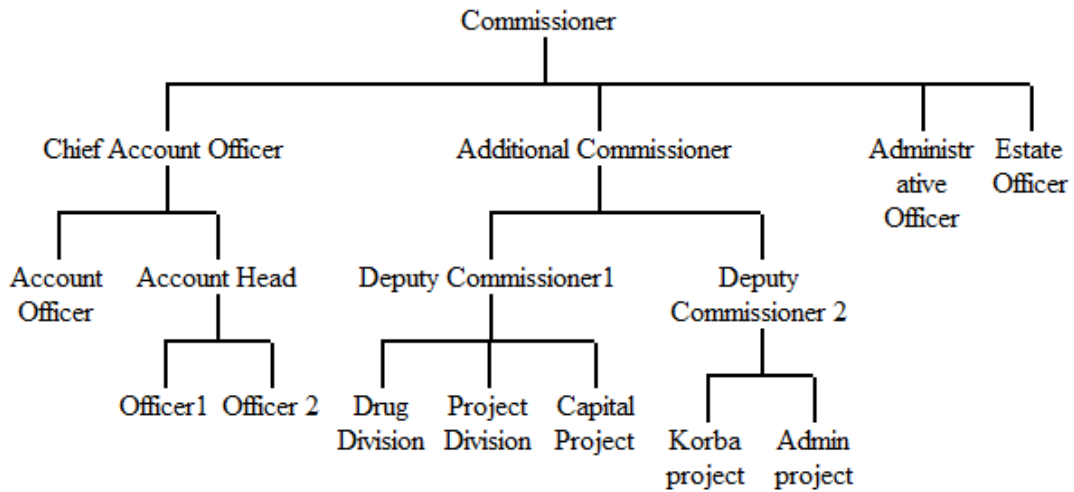 Commissioner
Chief Account Officer
Additional Commissioner
Administr
ative
Officer
Estate
Officer
Account
Officer
Account Head
Deputy Commissioner1
Deputy
Commissioner 2
Officer1
Officer 2
Drug
Division
Project
Division
Capital
Project
Korba
project
Admin
project